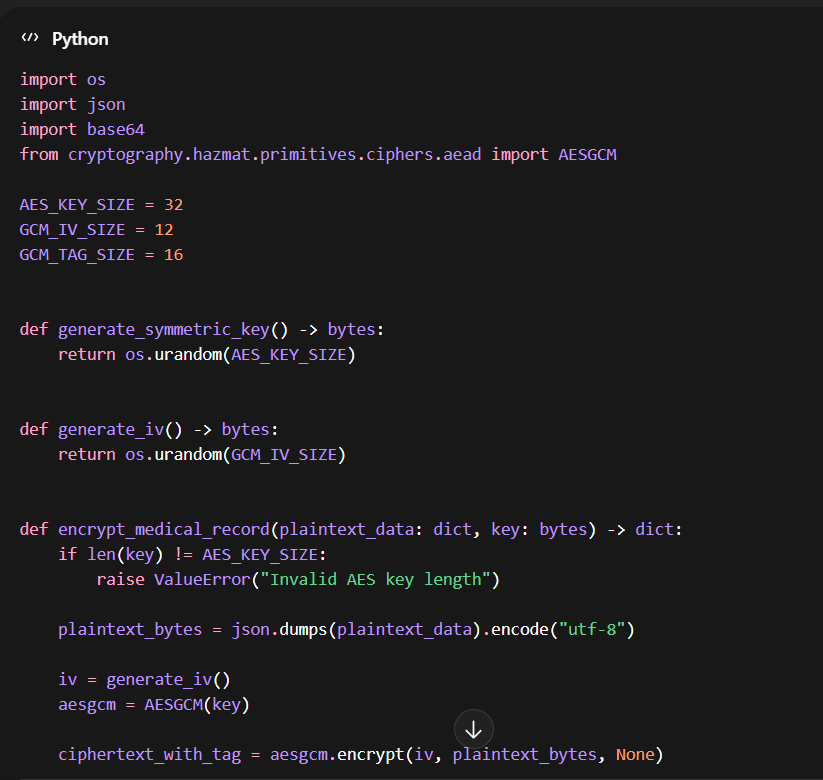 Python
import os
import json
import base64
from cryptography.hazmat.primitives.ciphers.aead import AESGCM
AES_KEY_SIZE = 32
GCM_IV_SIZE = 12
GCM_TAG_SIZE = 16
def generate_symmetric_key() -> bytes:
    return os.urandom(AES_KEY_SIZE)
def generate_iv() -> bytes:
    return os.urandom(GCM_IV_SIZE)
def encrypt_medical_record(plaintext_data: dict, key: bytes) -> dict:
    if len(key) != AES_KEY_SIZE:
        raise ValueError("Invalid AES key length")
    plaintext_bytes = json.dumps(plaintext_data).encode("utf-8")
    iv = generate_iv()
    aesgcm = AESGCM(key)
    ciphertext_with_tag = aesgcm.encrypt(iv, plaintext_bytes, None)